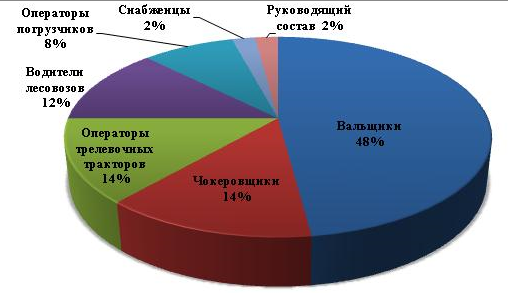 Операторы
погрузчиков
8%
Снабженцы
2%
Руководящий
состав 2%
Водители
лесовозов
12%
Вальщики
48%
Операторы
трелевочных
тракторов
14%
Чокеровщики
14%